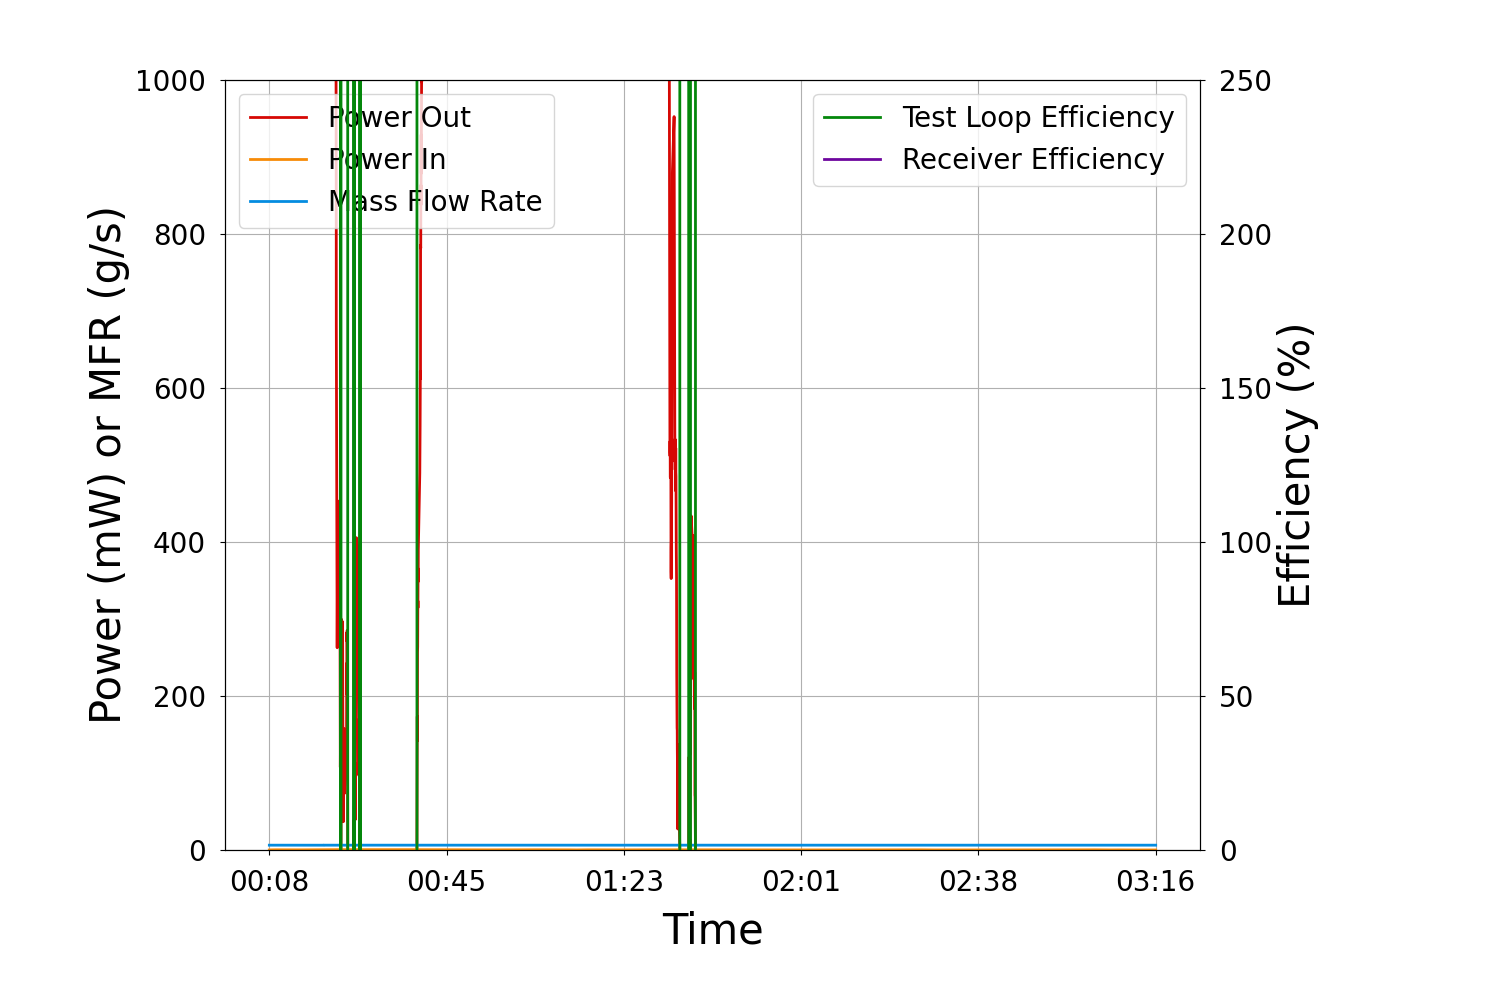 1000
800
600
400
200
0
Power (mW) or MFR (g/s)
Power Out
Power In
Mass Flow Rate
Test Loop Efficiency
Receiver Efficiency
250
200
150
100
50
0
Efficiency (%)
00:08 00:45 01:23 02:01 02:38 03:16
Time